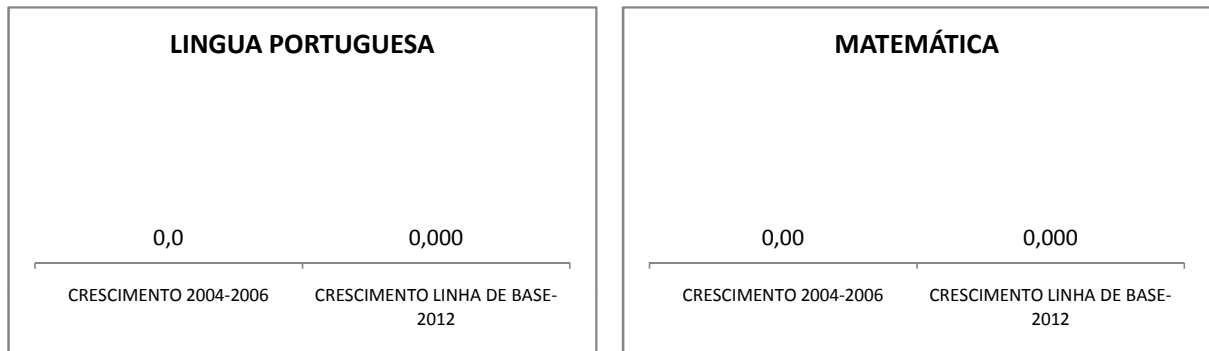 LINGUA PORTUGUESA
0,0 0,000
CRESCIMENTO 2004-2006 CRESCIMENTO LINHA DE BASE-
2012
MATEMÁTICA
0,00 0,000
CRESCIMENTO 2004-2006 CRESCIMENTO LINHA DE BASE-
2012